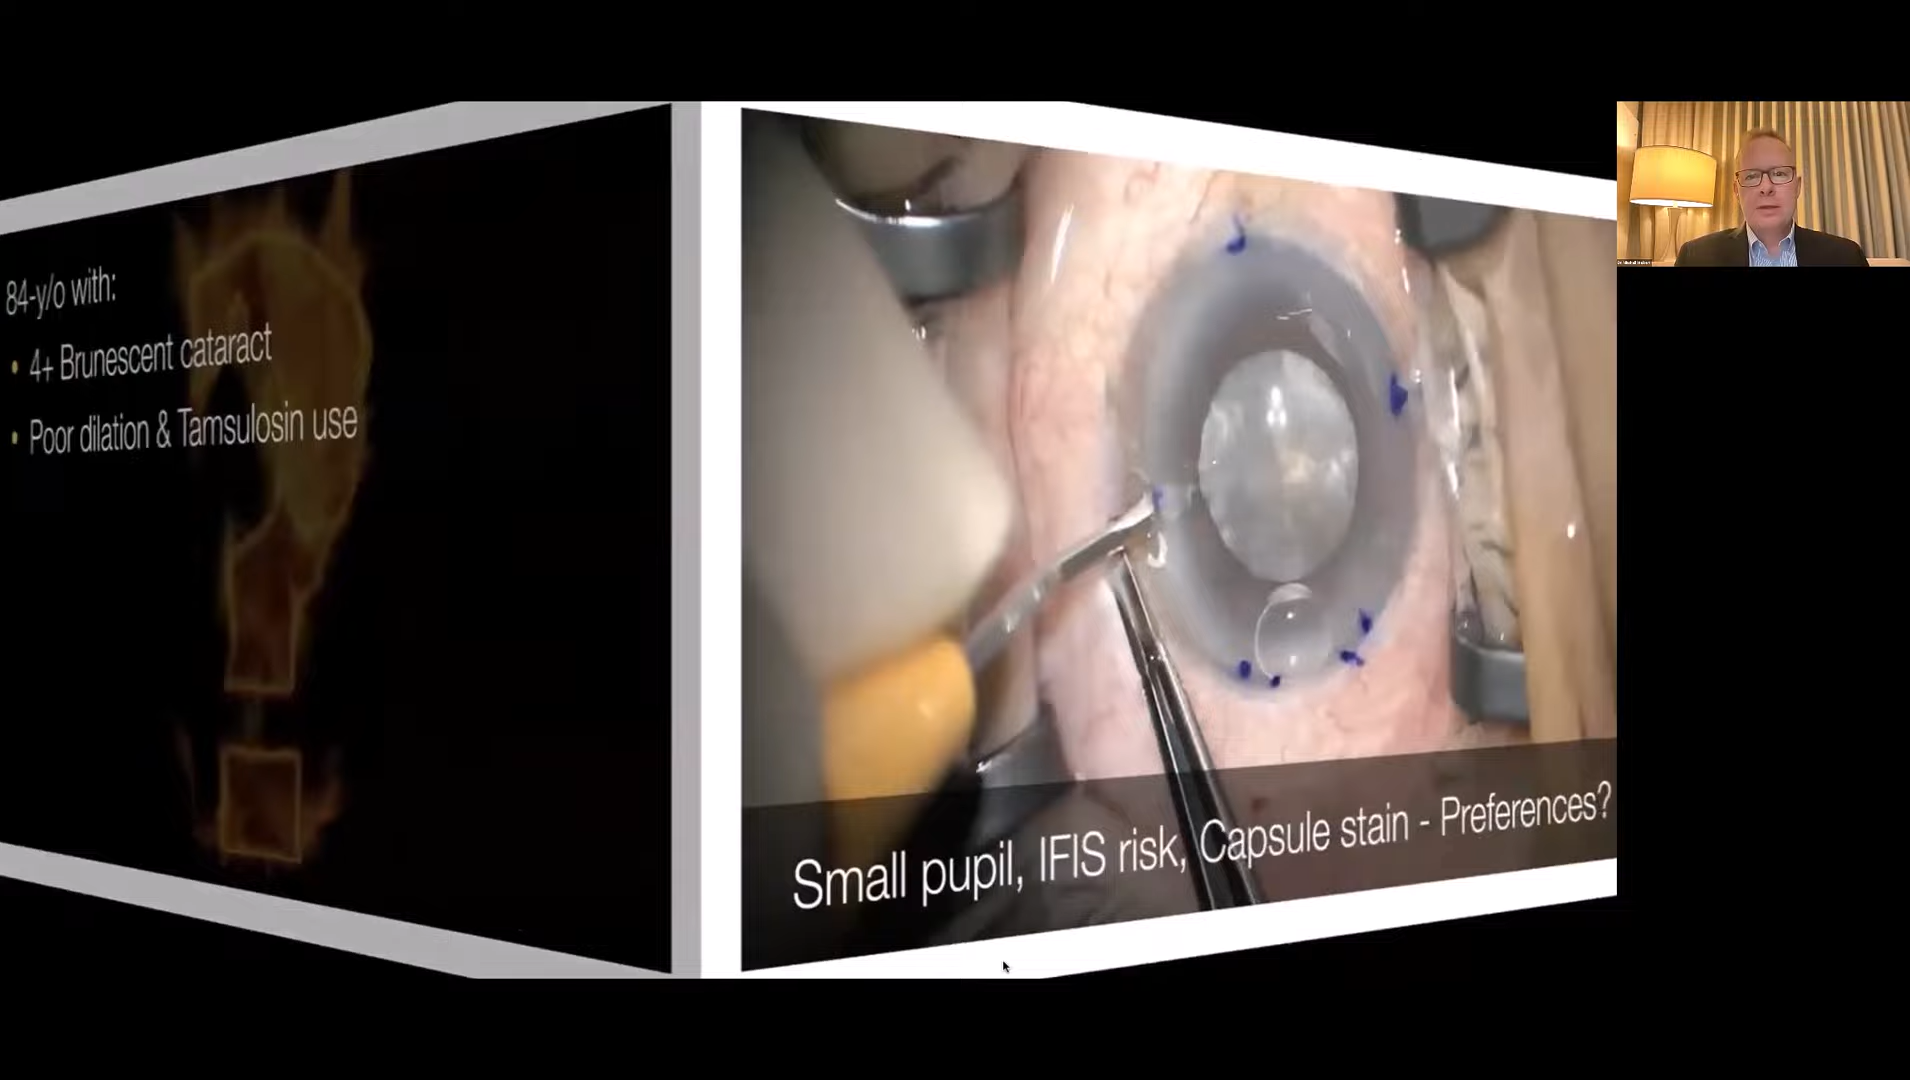 84-y/o with:
• 4+ Brunescent cataract
• Poor dilation & Tamsulosin use
Small pupil, IFIS risk, Capsule stain - Preferences?